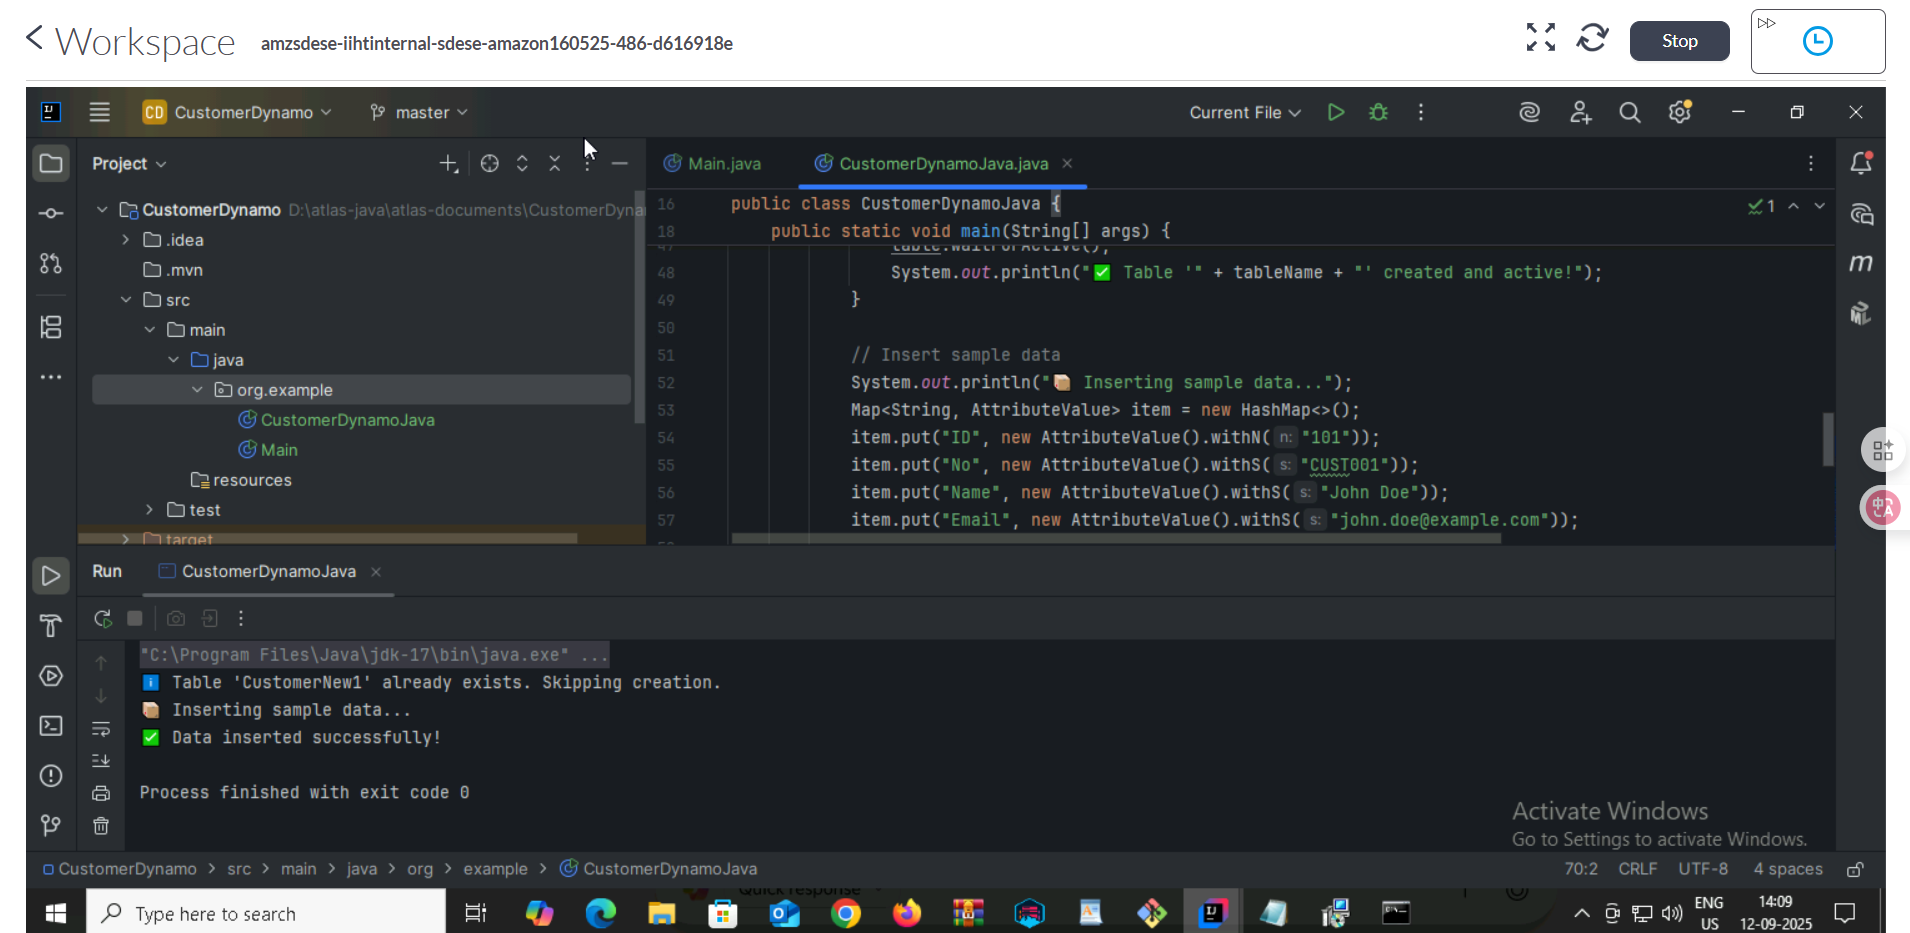 Workspace
amzsdese-iihtinternal-sdese-amazon160525-486-d616918e
Stop
CD CustomerDynamo
master
Current File
Project
Main.java
CustomerDynamoJava.java
CustomerDynamo D:\atlas-java\atlas-documents\CustomerDyna
.idea
.mvn
src
main
java
org.example
CustomerDynamoJava
Main
resources
test
target
16 public class CustomerDynamoJava {
18 public static void main(String[] args) {
47 table.waitForActive();
48 System.out.println("✅ Table '" + tableName + "' created and active!");
49 }
50
51 // Insert sample data
52 System.out.println("📦 Inserting sample data...");
53 Map<String, AttributeValue> item = new HashMap<>();
54 item.put("ID", new AttributeValue().withN( n: "101"));
55 item.put("No", new AttributeValue().withS( s: "CUST001"));
56 item.put("Name", new AttributeValue().withS( s: "John Doe"));
57 item.put("Email", new AttributeValue().withS( s: "john.doe@example.com"));
1
Run
CustomerDynamoJava
"C:\Program Files\Java\jdk-17\bin\java.exe" ...
ℹ️ Table 'CustomerNew1' already exists. Skipping creation.
📦 Inserting sample data...
✅ Data inserted successfully!
Process finished with exit code 0
Activate Windows
Go to Settings to activate Windows.
CustomerDynamo > src > main > java > org > example > CustomerDynamoJava
70:2 CRLF UTF-8 4 spaces
Quick response
Type here to search
ENG
US
14:09
12-09-2025